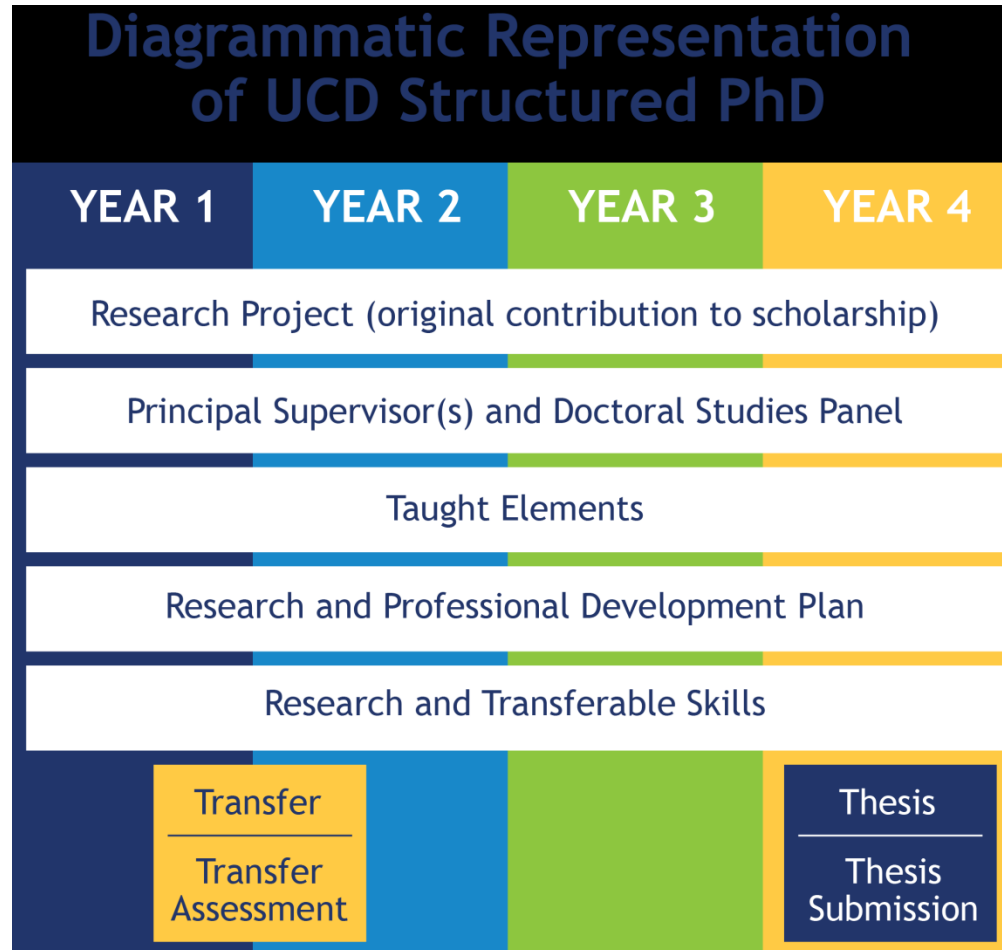 Diagrammatic Representation
of UCD Structured PhD
YEAR 1 YEAR 2 YEAR 3 YEAR 4
Research Project (original contribution to scholarship)
Principal Supervisor(s) and Doctoral Studies Panel
Taught Elements
Research and Professional Development Plan
Research and Transferable Skills
Transfer
Transfer
Assessment
Thesis
Thesis
Submission